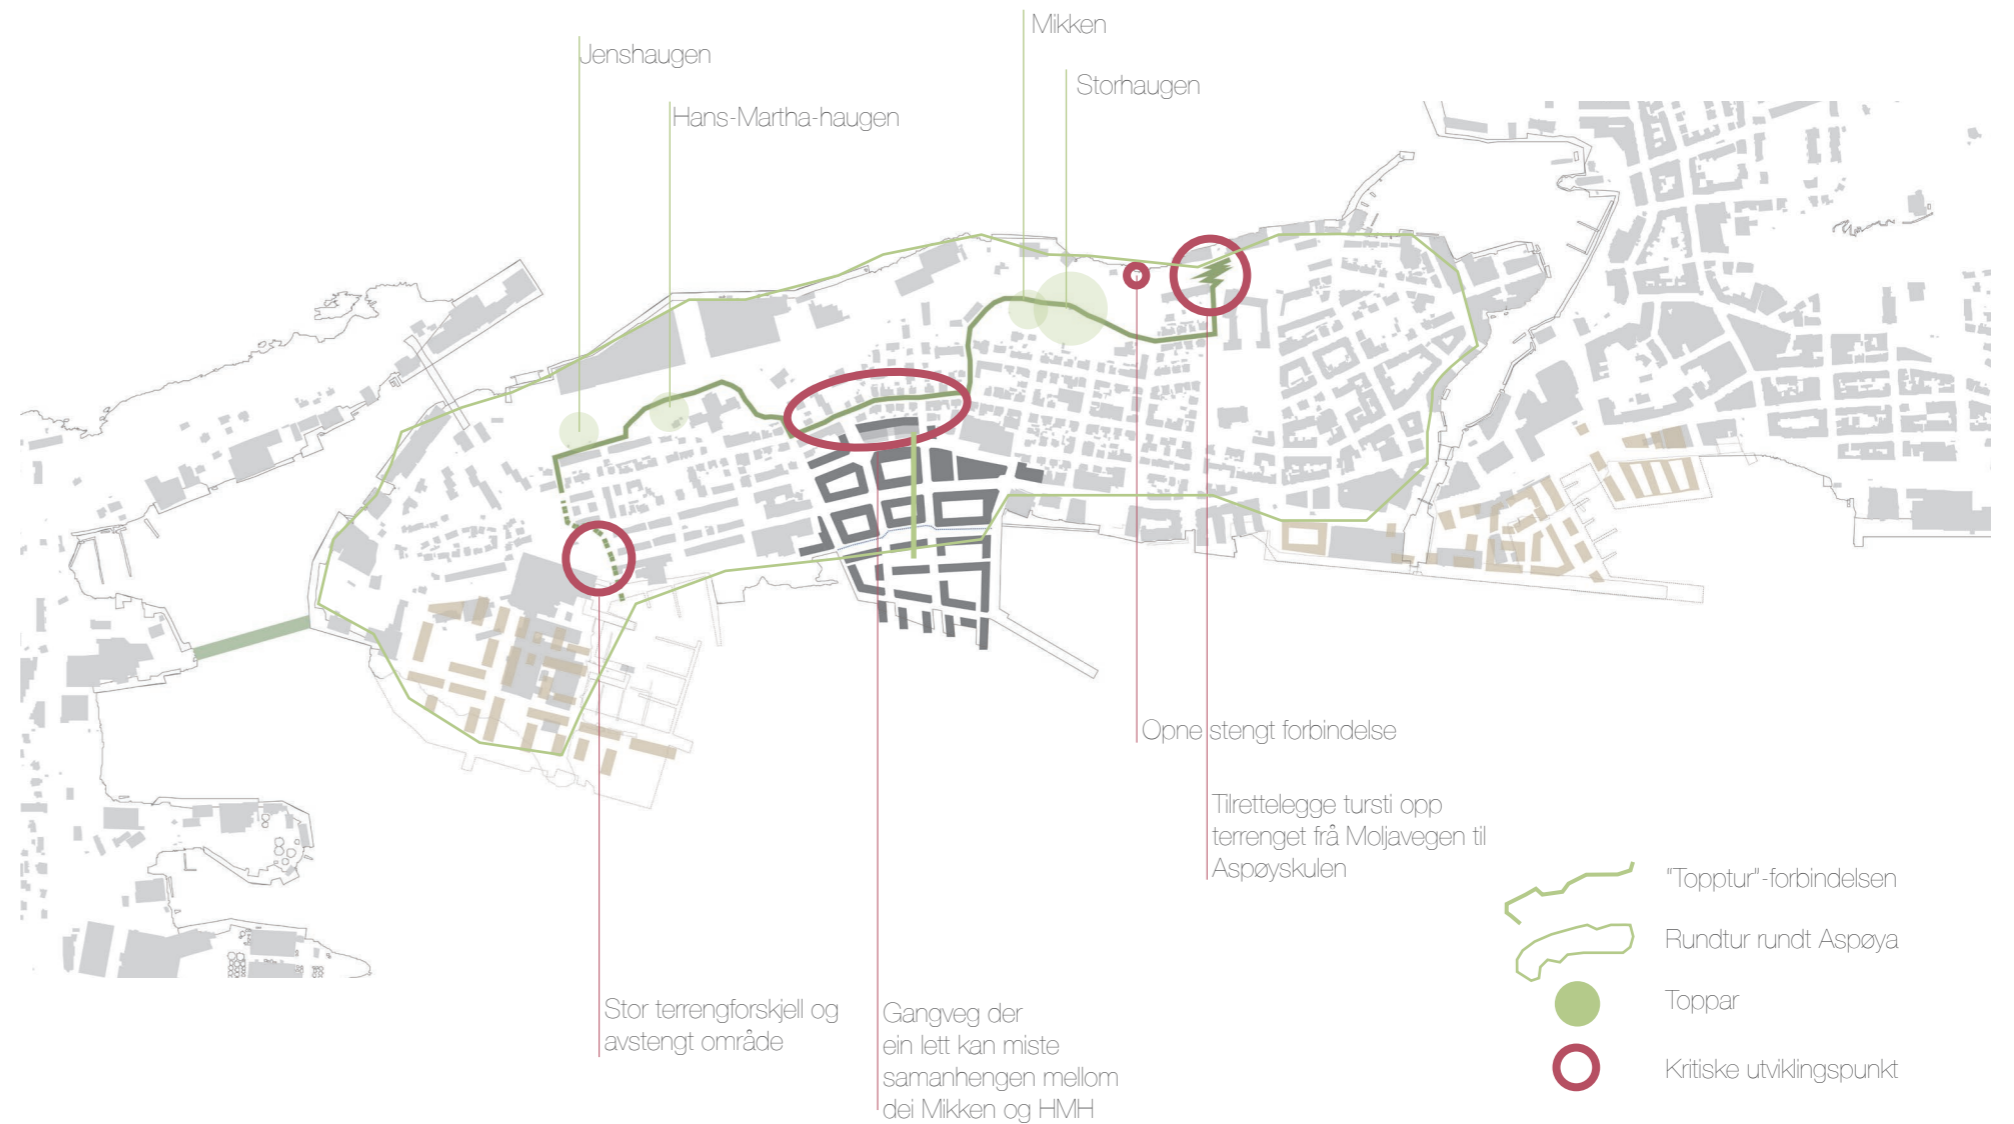 Mikken
Jenshaugen
Storhaugen
Hans-Martha-haugen
Opne stengt forbindelse
Tilrettelegge tursti opp
terrenget frå Moljavegen til
Aspøyskulen
"Topptur"-forbindelsen
Rundtur rundt Aspøya
Toppar
Kritiske utviklingspunkt
Stor terrengforskjell og
avstengt område
Gangveg der
ein lett kan miste
samanhengen mellom
dei Mikken og HMH